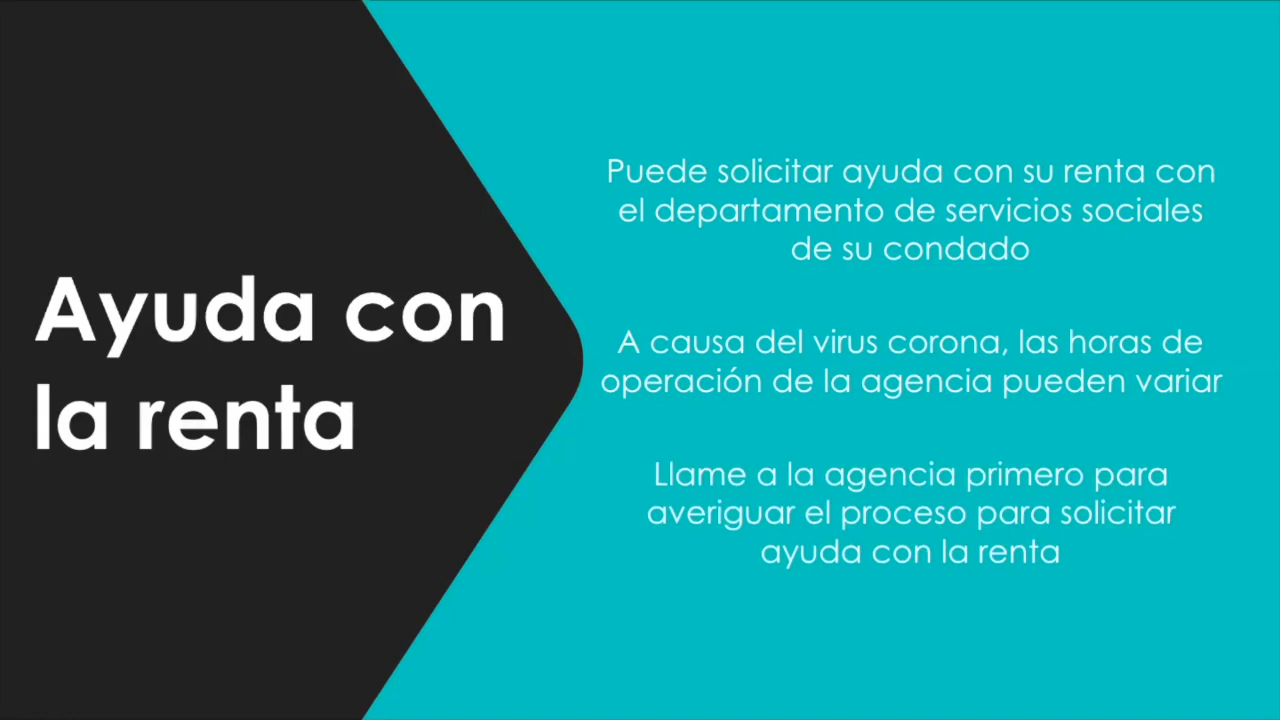 Ayuda con
la renta
Puede solicitar ayuda con su renta con
el departamento de servicios sociales
de su condado
A causa del virus corona, las horas de
operación de la agencia pueden variar
Llame a la agencia primero para
averiguar el proceso para solicitar
ayuda con la renta